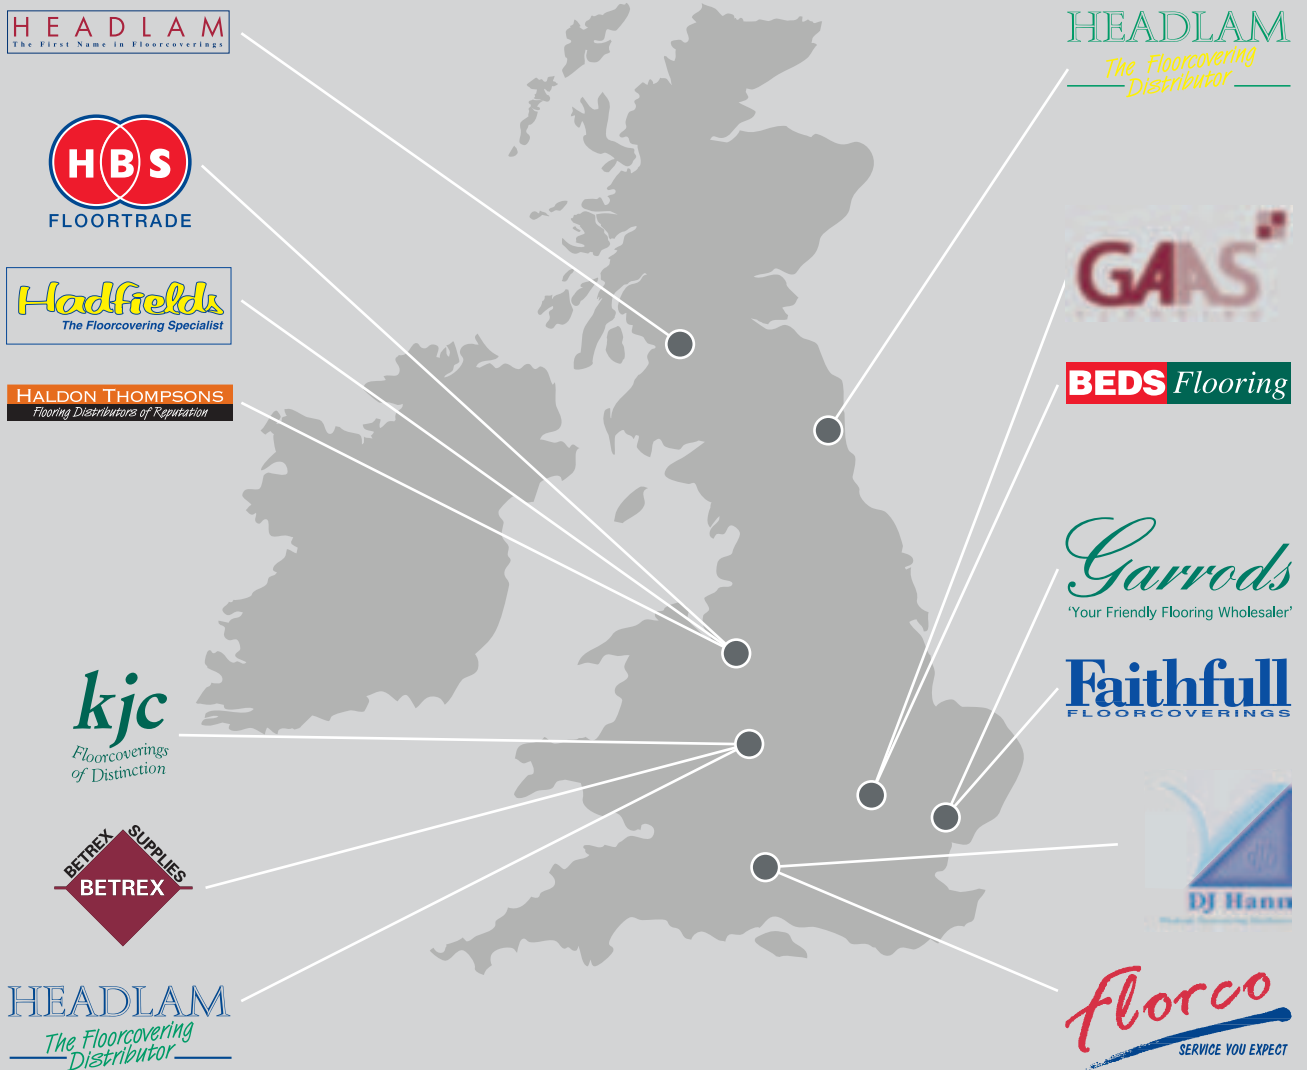 HEADLAM
The First Name in Floorcoverings
HBS
FLOORTRADE
Hadfields
The Floorcovering Specialist
HALDON THOMPSONS
Flooring Distributors of Reputation
kjc
Floorcoverings
of Distinction
BETREX SUPPLIES
BETREX
HEADLAM
The Floorcovering
Distributor
HEADLAM
The Floorcovering
Distributor
GAAS
BEDS Flooring
Garrods
'Your Friendly Flooring Wholesaler'
Faithfull
FLOORCOVERINGS
DJ Hann
florco
SERVICE YOU EXPECT